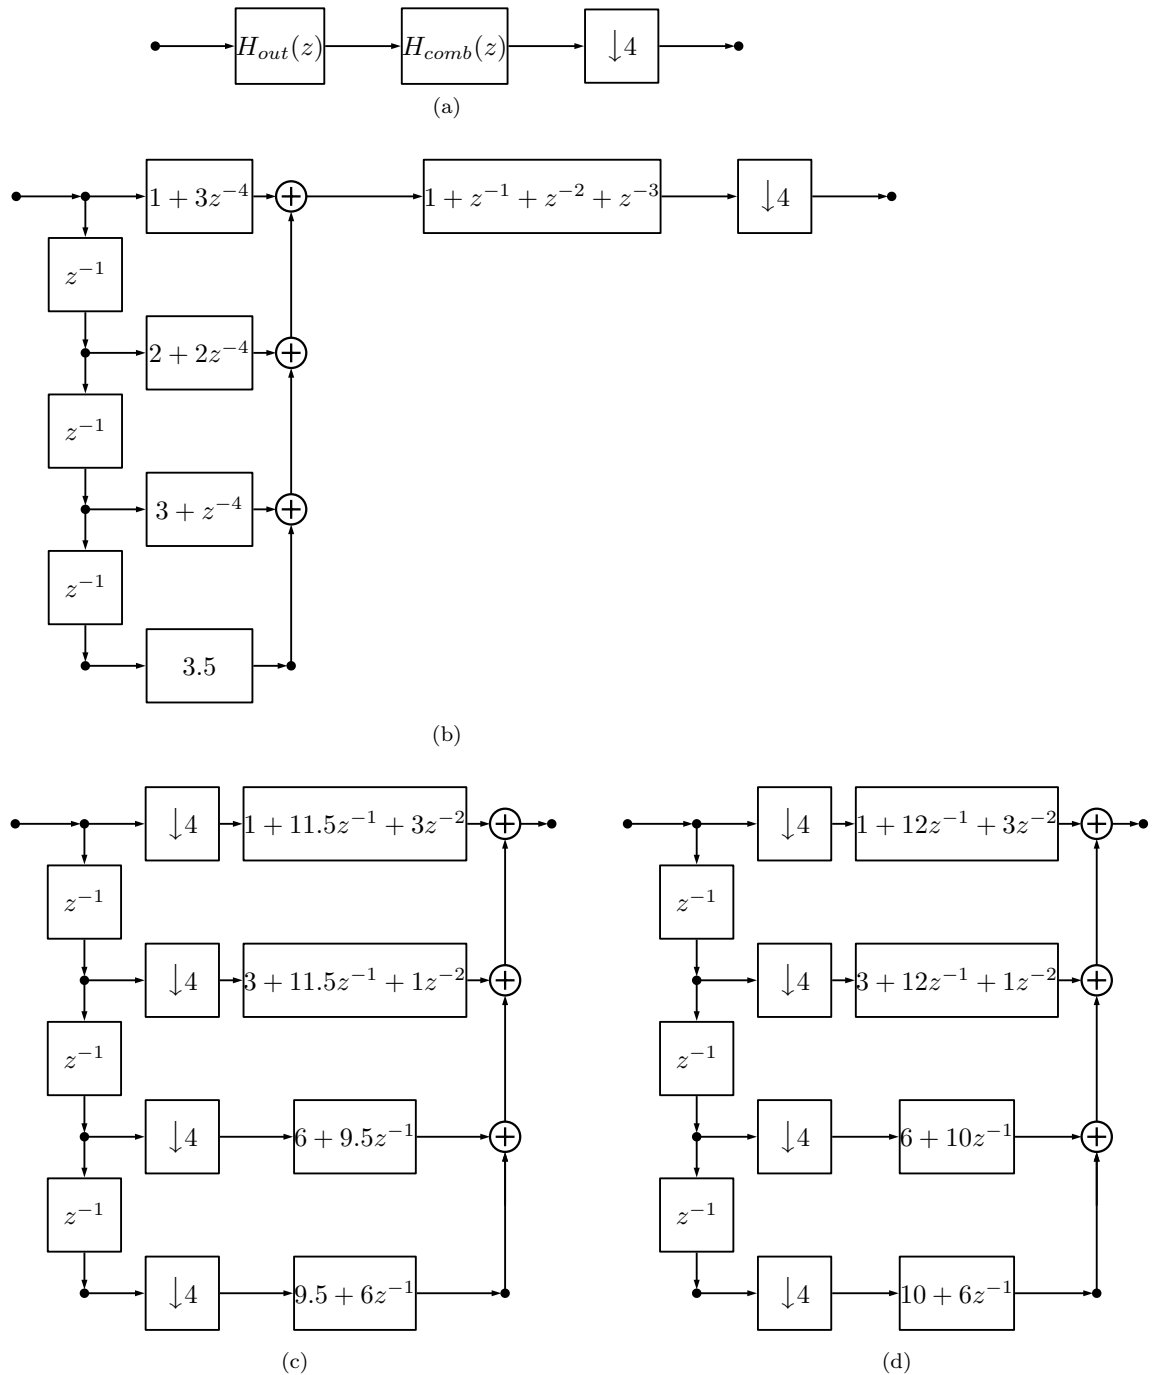 H_{out}(z) H_{comb}(z) ↓4
(a)
1 + 3z^{-4} 1 + z^{-1} + z^{-2} + z^{-3} ↓4
z^{-1}
2 + 2z^{-4}
z^{-1}
3 + z^{-4}
z^{-1}
3.5
(b)
↓4 1 + 11.5z^{-1} + 3z^{-2}
z^{-1}
↓4 3 + 11.5z^{-1} + 1z^{-2}
z^{-1}
↓4 6 + 9.5z^{-1}
z^{-1}
↓4 9.5 + 6z^{-1}
(c)
↓4 1 + 12z^{-1} + 3z^{-2}
z^{-1}
↓4 3 + 12z^{-1} + 1z^{-2}
z^{-1}
↓4 6 + 10z^{-1}
z^{-1}
↓4 10 + 6z^{-1}
(d)